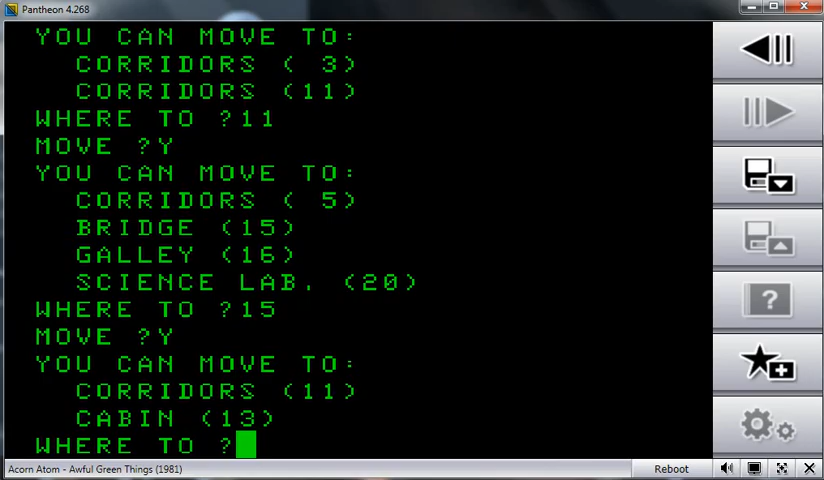 Pantheon 4.268
YOU CAN MOVE TO:
CORRIDORS ( 3)
CORRIDORS (11)
WHERE TO ?11
MOVE ?Y
YOU CAN MOVE TO:
CORRIDORS ( 5)
BRIDGE (15)
GALLEY (16)
SCIENCE LAB. (20)
WHERE TO ?15
MOVE ?Y
YOU CAN MOVE TO:
CORRIDORS (11)
CABIN (13)
WHERE TO ?
?
Acorn Atom - Awful Green Things (1981)
Reboot